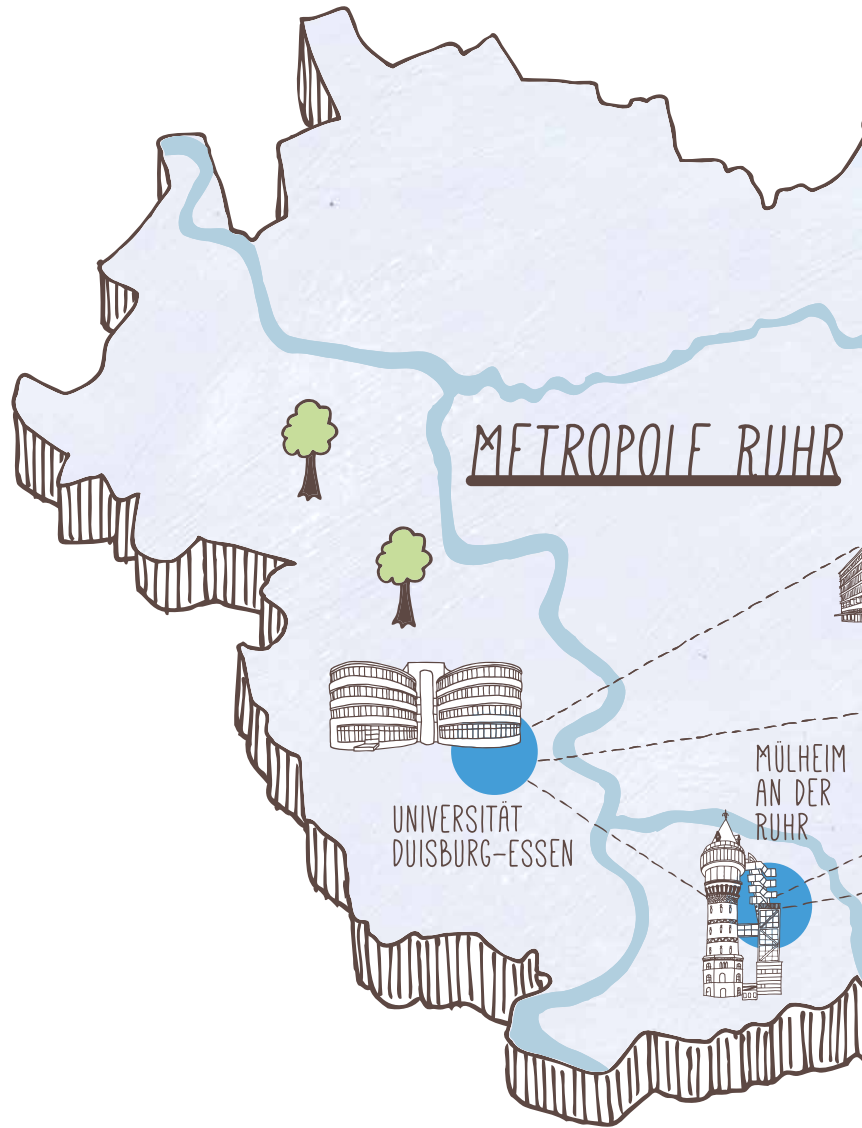 METROPOLE RUHR
MÜLHEIM
AN DER
RUHR
UNIVERSITÄT
DUISBURG–ESSEN